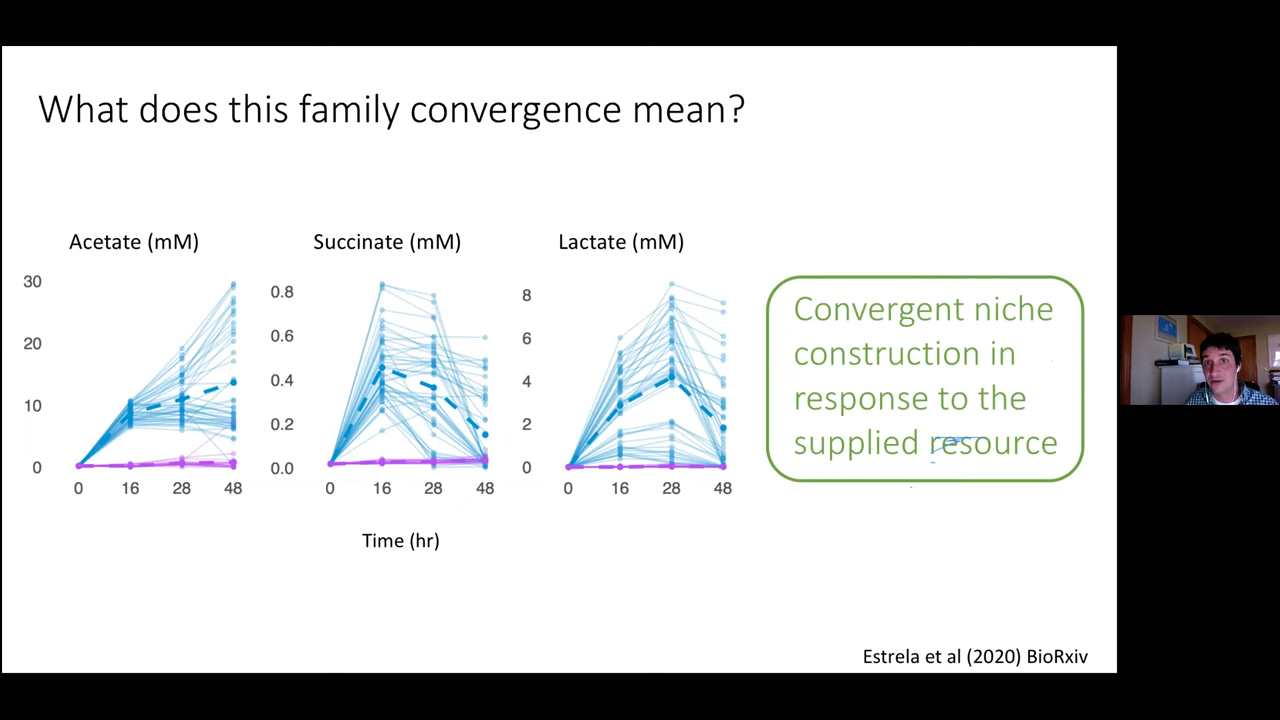 What does this family convergence mean?
Acetate (mM)
Succinate (mM)
Lactate (mM)
30
20
10
0
0 16 28 48
0.8
0.6
0.4
0.2
0.0
0 16 28 48
8
6
4
2
0
0 16 28 48
Time (hr)
Convergent niche
construction in
response to the
supplied resource
Estrela et al (2020) BioRxiv